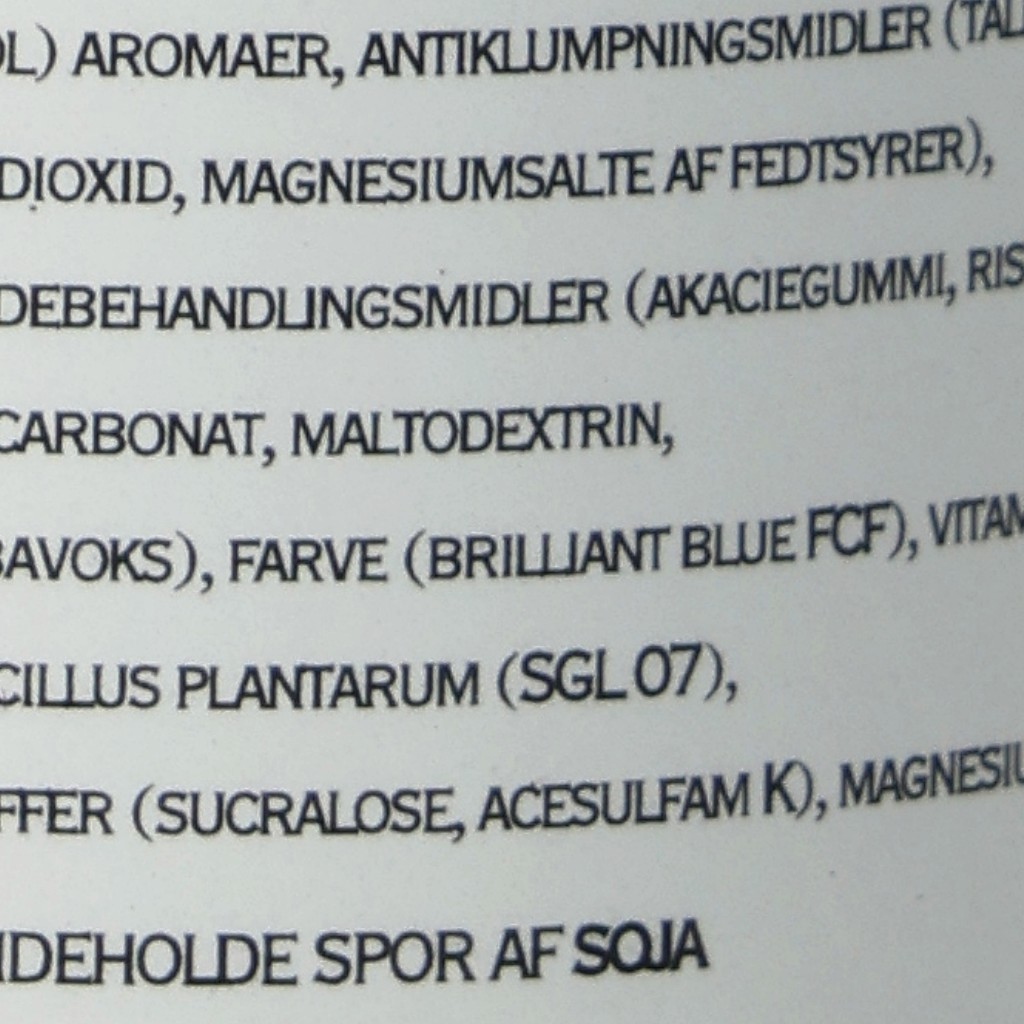 OL) AROMAER, ANTIKLUMPNINGSMIDLER (TAL
DIOXID, MAGNESIUMSALTE AF FEDTSYRER),
DEBEHANDLINGSMIDLER (AKACIEGUMMI, RIS
CARBONAT, MALTODEXTRIN,
BAVOKS), FARVE (BRILLIANT BLUE FCF), VITAM
CILLUS PLANTARUM (SGL 07),
FFER (SUCRALOSE, ACESULFAM K), MAGNESIU
IDEHOLDE SPOR AF SOJA